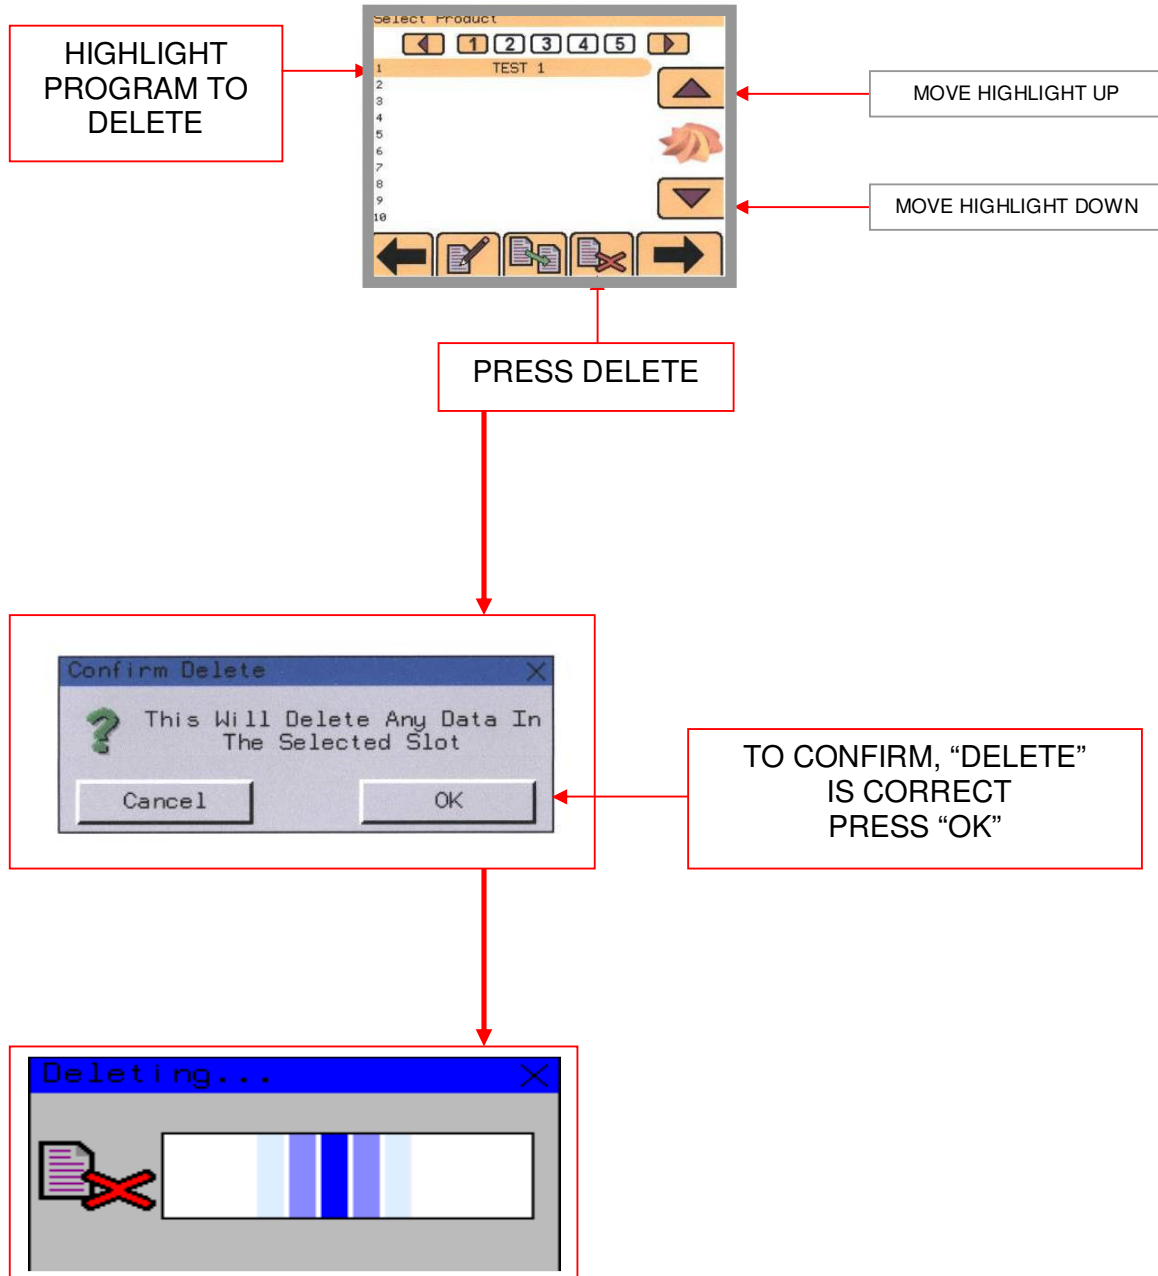 Select Product
HIGHLIGHT
PROGRAM TO
DELETE
1 2 3 4 5
1 TEST 1
2
3
4
5
6
7
8
9
10
MOVE HIGHLIGHT UP
MOVE HIGHLIGHT DOWN
PRESS DELETE
Confirm Delete
This Will Delete Any Data In
The Selected Slot
Cancel OK
TO CONFIRM, “DELETE”
IS CORRECT
PRESS “OK”
Deleting...